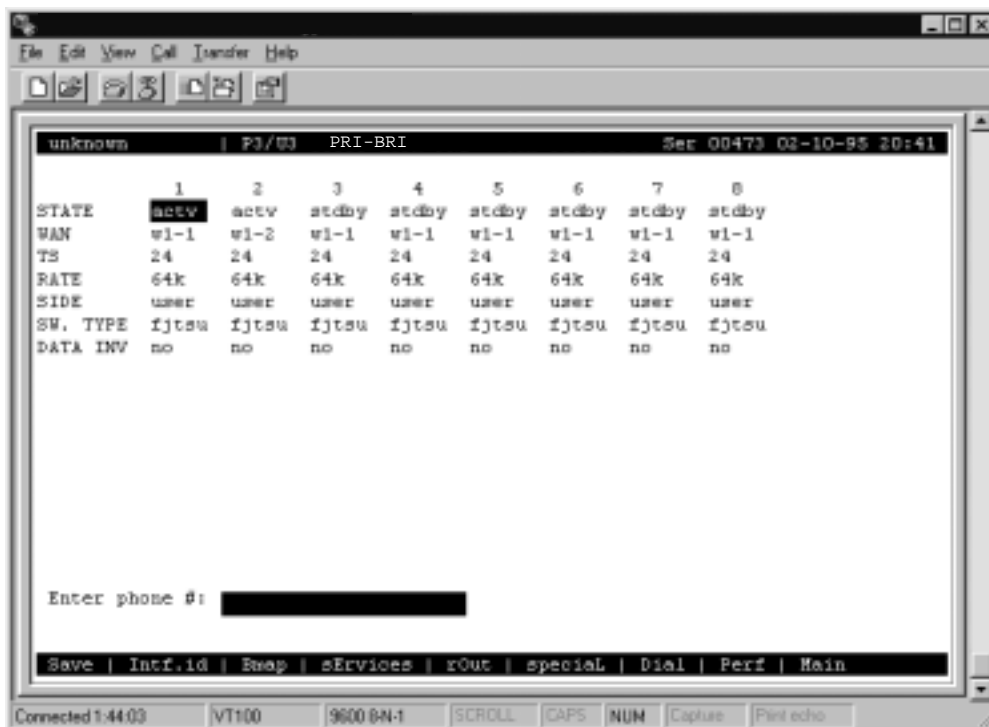 File Edit View Call Transfer Help
unknown | P3/U3 PRI-BRI Ser 00473 02-10-95 20:41
1 2 3 4 5 6 7 8
STATE actv actv stdby stdby stdby stdby stdby stdby
WAN w1-1 w1-2 w1-1 w1-1 w1-1 w1-1 w1-1 w1-1
TS 24 24 24 24 24 24 24 24
RATE 64k 64k 64k 64k 64k 64k 64k 64k
SIDE user user user user user user user user
SW. TYPE fjtsu fjtsu fjtsu fjtsu fjtsu fjtsu fjtsu fjtsu
DATA INV no no no no no no no no
Enter phone #:
Save | Intf.id | Bmap | sErvices | rOut | speciaL | Dial | Perf | Main
Connected 1:44:03 VT100 9600 8-N-1 SCROLL CAPS NUM Capture Print echo